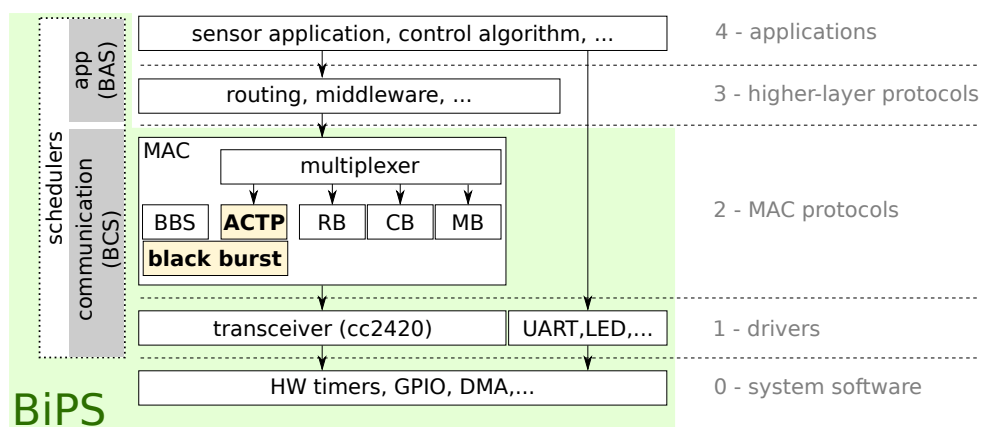 sensor application, control algorithm, ...
4 - applications
app
(BAS)
routing, middleware, ...
3 - higher-layer protocols
schedulers
communication
(BCS)
MAC
multiplexer
BBS
ACTP
RB
CB
MB
black burst
2 - MAC protocols
transceiver (cc2420)
UART,LED,...
1 - drivers
HW timers, GPIO, DMA,...
0 - system software
BiPS